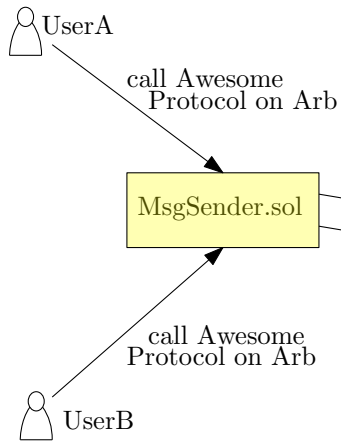 UserA
call Awesome
Protocol on Arb
MsgSender.sol
call Awesome
Protocol on Arb
UserB